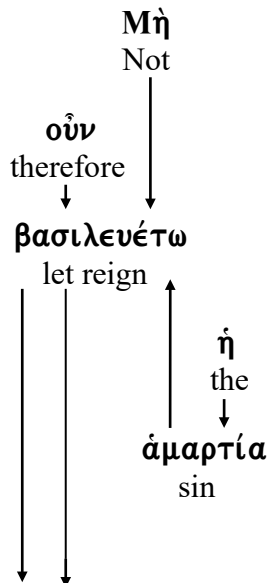 Μὴ
Not
οὖν
therefore
βασιλευέτω
let reign
ἡ
the
ἁμαρτία
sin